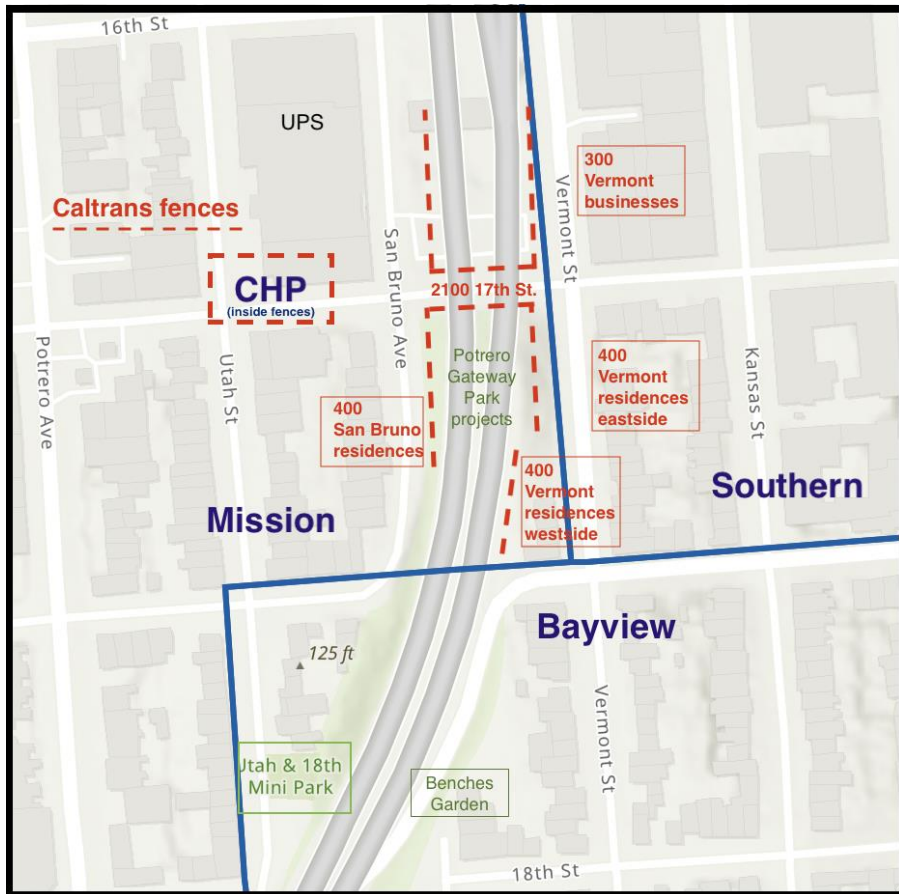 16th St
UPS
300
Vermont
businesses
Vermont St
Caltrans fences
San Bruno Ave
CHP
(inside fences)
2100 17th St.
Potrero Ave
Utah St
Potrero
Gateway
Park
projects
400
Vermont
residences
eastside
Kansas St
400
San Bruno
residences
400
Vermont
residences
westside
Mission
Southern
Bayview
125 ft
Vermont St
Utah & 18th
Mini Park
Benches
Garden
18th St